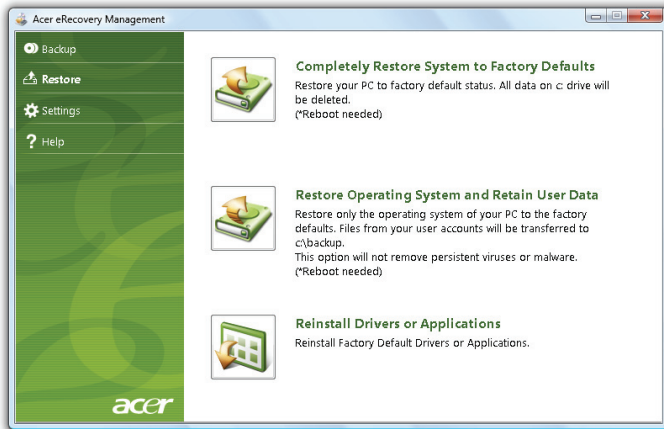 Acer eRecovery Management
Backup
Restore
Settings
Help
Completely Restore System to Factory Defaults
Restore your PC to factory default status. All data on c: drive will
be deleted.
(*Reboot needed)
Restore Operating System and Retain User Data
Restore only the operating system of your PC to the factory
defaults. Files from your user accounts will be transferred to
c:\backup.
This option will not remove persistent viruses or malware.
(*Reboot needed)
Reinstall Drivers or Applications
Reinstall Factory Default Drivers or Applications.
acer